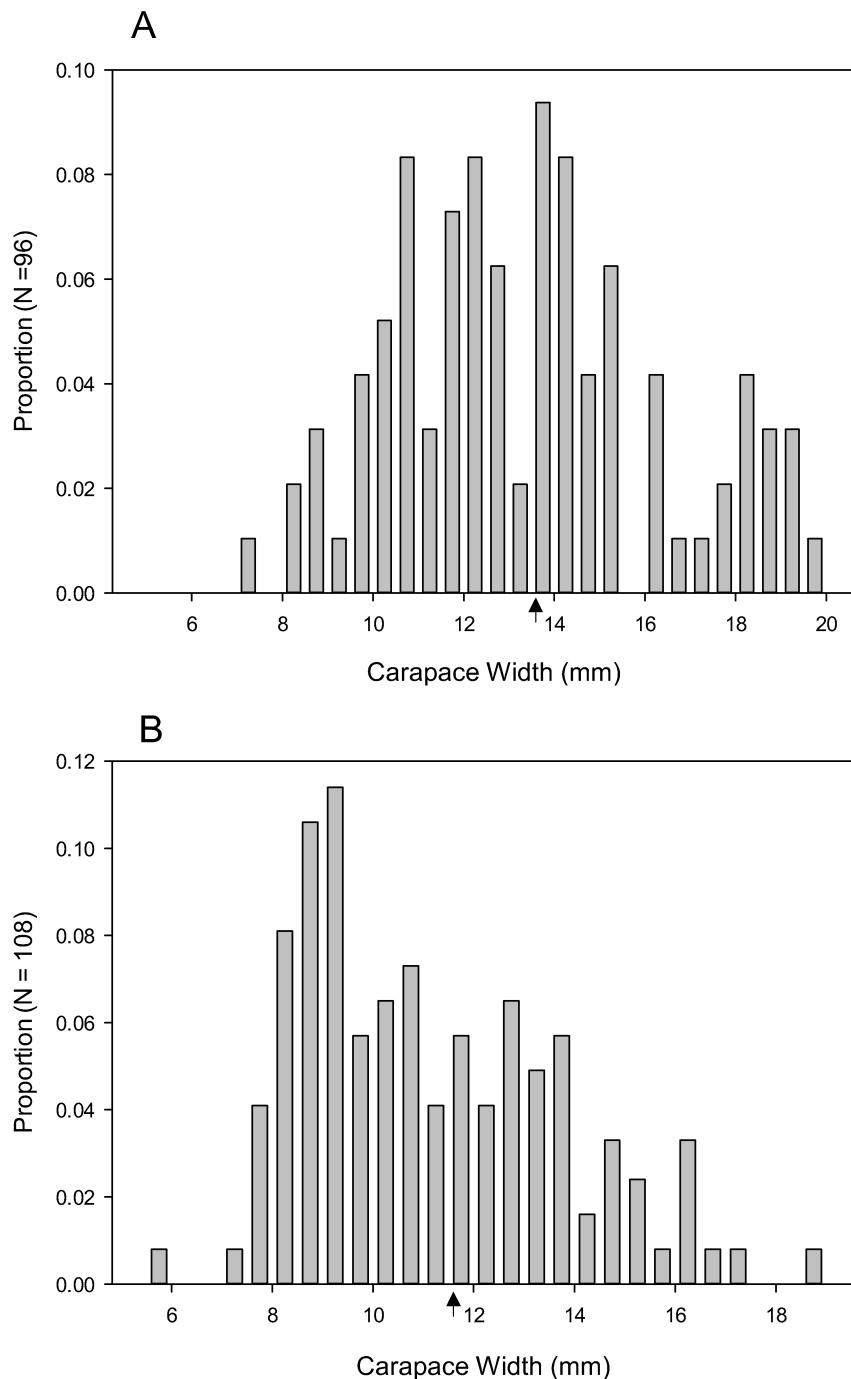 A
0.10
0.08
0.06
0.04
0.02
0.00
Proportion (N =96)
6 8 10 12 14 16 18 20
Carapace Width (mm)
B
0.12
0.10
0.08
0.06
0.04
0.02
0.00
Proportion (N = 108)
6 8 10 12 14 16 18
Carapace Width (mm)